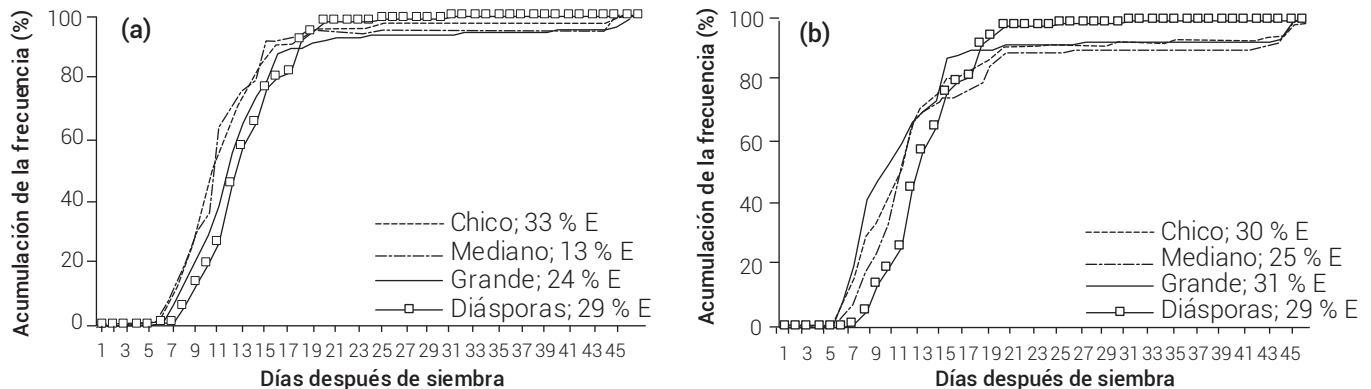 Acumulación de la frecuencia (%)
100
80
60
40
20
0
(a)
Chico; 33 % E
Mediano; 13 % E
Grande; 24 % E
Diásporas; 29 % E
1 3 5 7 9 11 13 15 17 19 21 23 25 27 29 31 33 35 37 39 41 43 45
Días después de siembra
Acumulación de la frecuencia (%)
100
80
60
40
20
0
(b)
Chico; 30 % E
Mediano; 25 % E
Grande; 31 % E
Diásporas; 29 % E
1 3 5 7 9 11 13 15 17 19 21 23 25 27 29 31 33 35 37 39 41 43 45
Días después de siembra